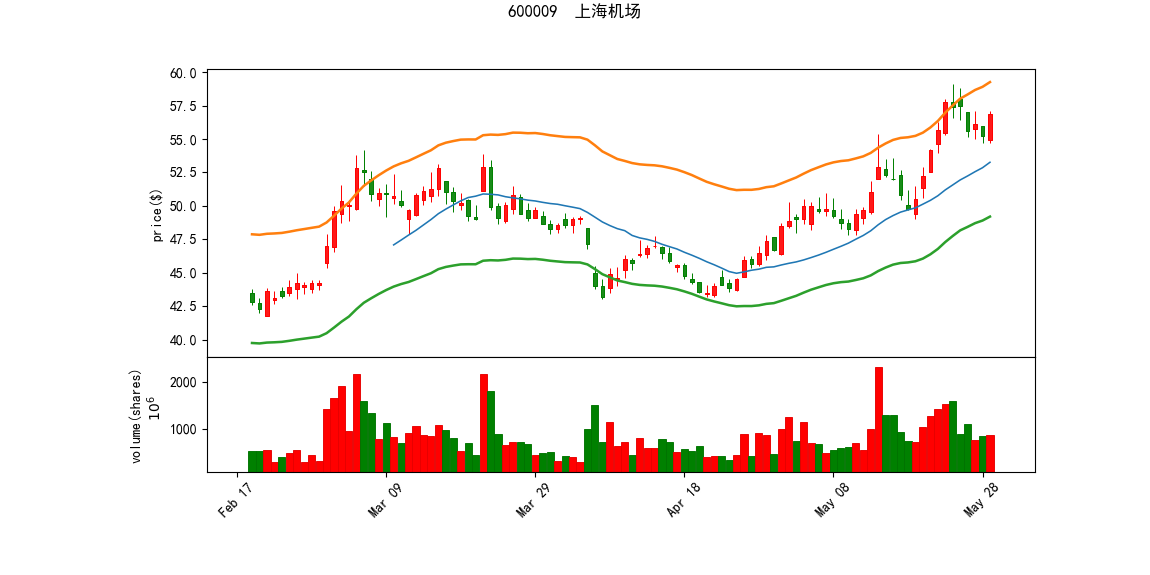 600009 上海机场
price($)
60.0
57.5
55.0
52.5
50.0
47.5
45.0
42.5
40.0
volume(shares)
10^6
2000
1000
Feb 17
Mar 09
Mar 29
Apr 18
May 08
May 28